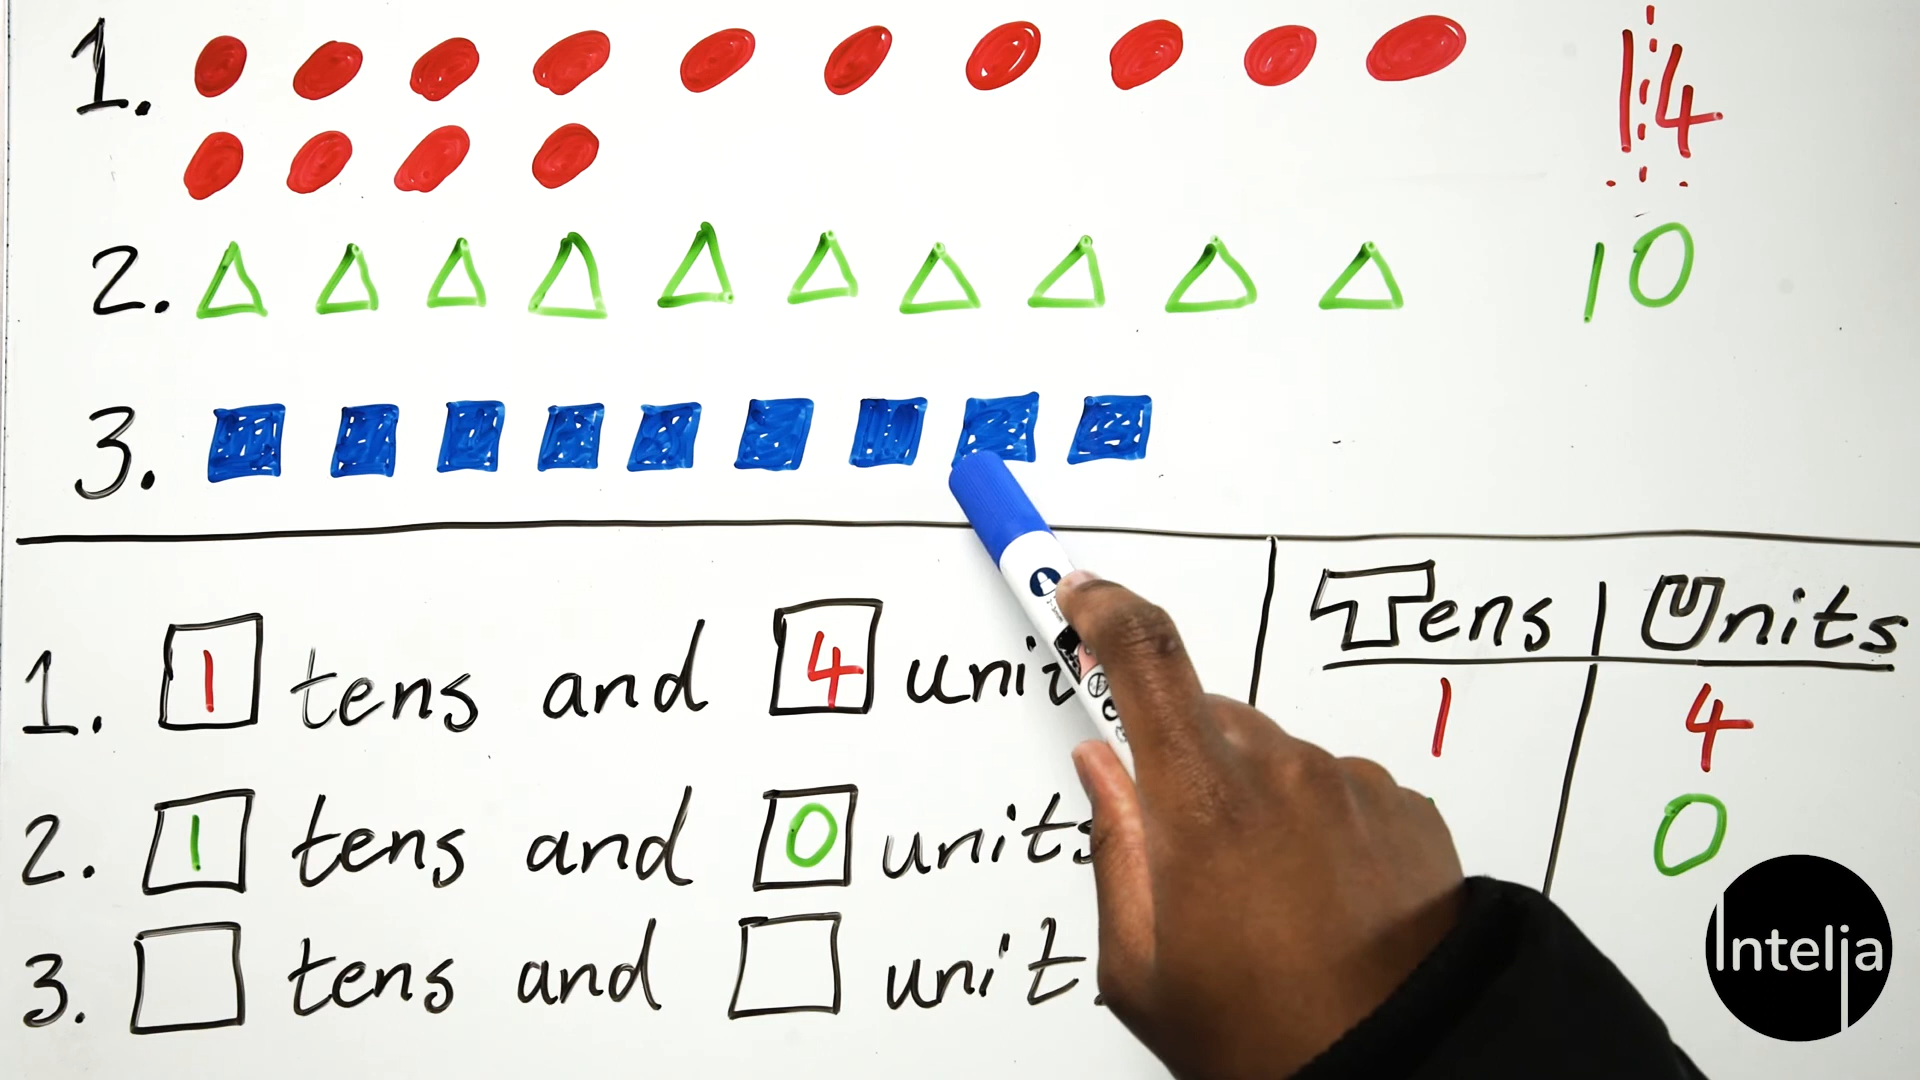 1.
14
2.
10
3.
Tens Units
1. 1 tens and 4 unit
1 4
2. 1 tens and 0 units
0
3. tens and unit
Intelja